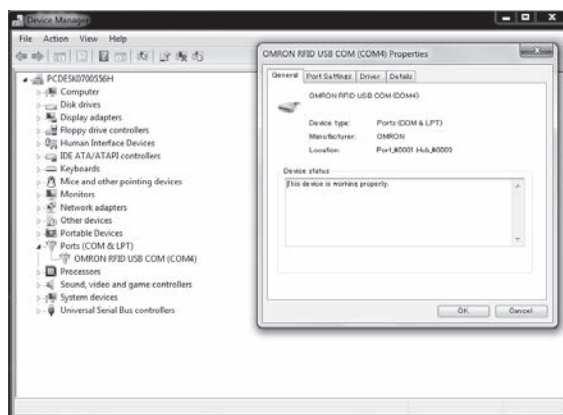 Device Manager
File Action View Help
PCDESK0700556H
Computer
Disk drives
Display adapters
Floppy drive controllers
Human Interface Devices
IDE ATA/ATAPI controllers
Keyboards
Mice and other pointing devices
Monitors
Network adapters
Other devices
Portable Devices
Ports (COM & LPT)
OMRON RFID USB COM (COM4)
Processors
Sound, video and game controllers
System devices
Universal Serial Bus controllers
OMRON RFID USB COM (COM4) Properties
General Port Settings Driver Details
OMRON RFID USB COM (COM4)
Device type: Ports (COM & LPT)
Manufacturer: OMRON
Location: Port_#0001.Hub_#0002
Device status
This device is working properly.
OK Cancel